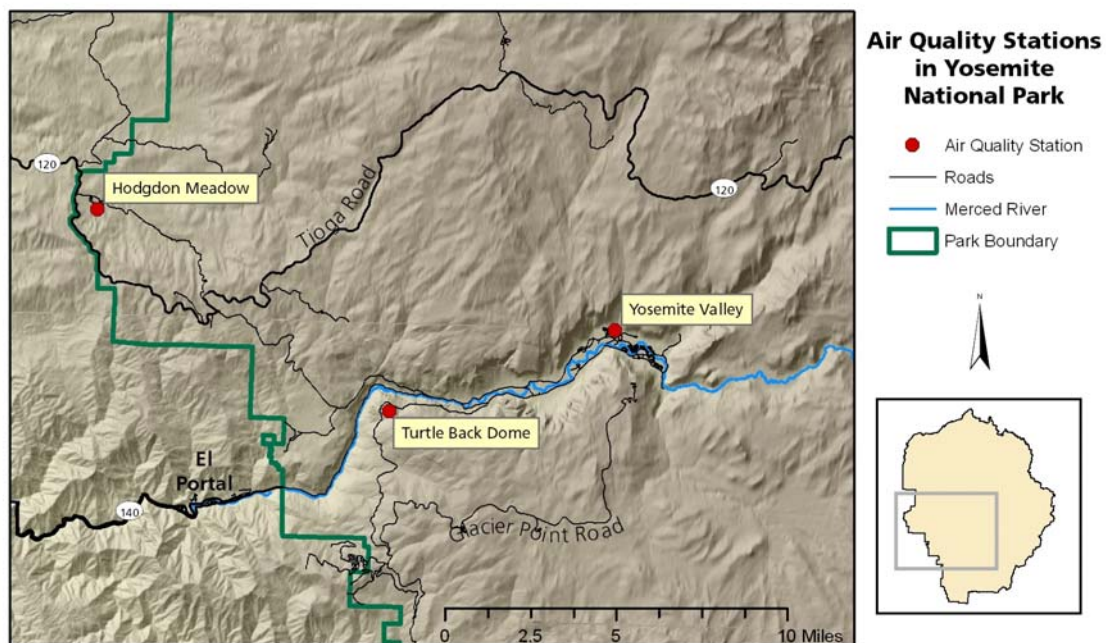 Air Quality Stations
in Yosemite
National Park
Air Quality Station
Roads
Merced River
Park Boundary
N
120
Hodgdon Meadow
Tioga Road
120
Yosemite Valley
Turtle Back Dome
El
Portal
140
Glacier Point Road
0 2.5 5 10 Miles